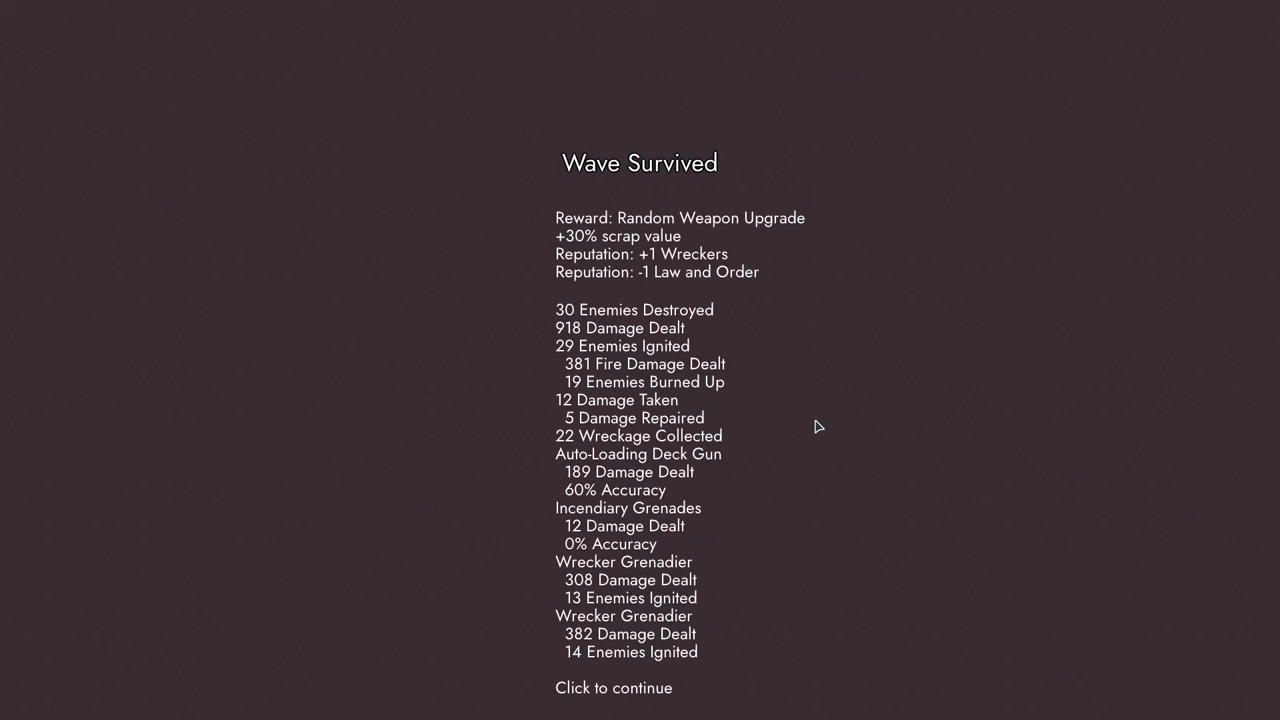 Wave Survived
Reward: Random Weapon Upgrade
+30% scrap value
Reputation: +1 Wreckers
Reputation: -1 Law and Order
30 Enemies Destroyed
918 Damage Dealt
29 Enemies Ignited
381 Fire Damage Dealt
19 Enemies Burned Up
12 Damage Taken
5 Damage Repaired
22 Wreckage Collected
Auto-Loading Deck Gun
189 Damage Dealt
60% Accuracy
Incendiary Grenades
12 Damage Dealt
0% Accuracy
Wrecker Grenadier
308 Damage Dealt
13 Enemies Ignited
Wrecker Grenadier
382 Damage Dealt
14 Enemies Ignited
Click to continue